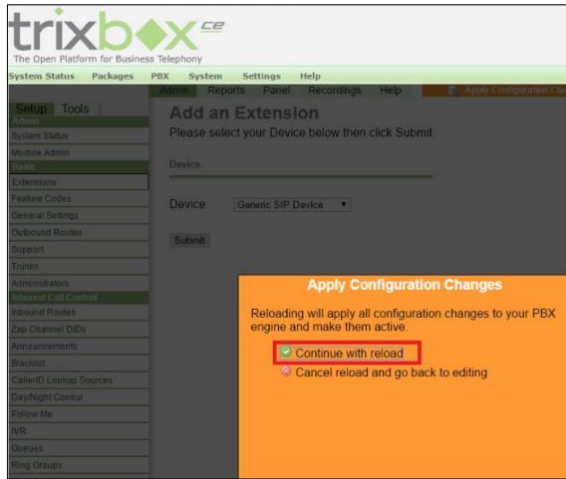 trixbox ce
The Open Platform for Business Telephony
System Status Packages PBX System Settings Help
Admin Reports Panel Recordings Help Apply Configuration Cha
Setup Tools
Admin
System Status
Module Admin
Basic
Extensions
Feature Codes
General Settings
Outbound Routes
Support
Trunks
Administrators
Inbound Call Control
Inbound Routes
Zap Channel DIDs
Announcements
Blacklist
CallerID Lookup Sources
Day/Night Control
Follow Me
IVR
Queues
Ring Groups
Add an Extension
Please select your Device below then click Submit
Device
Device Generic SIP Device
Submit
Apply Configuration Changes
Reloading will apply all configuration changes to your PBX
engine and make them active.
Continue with reload
Cancel reload and go back to editing